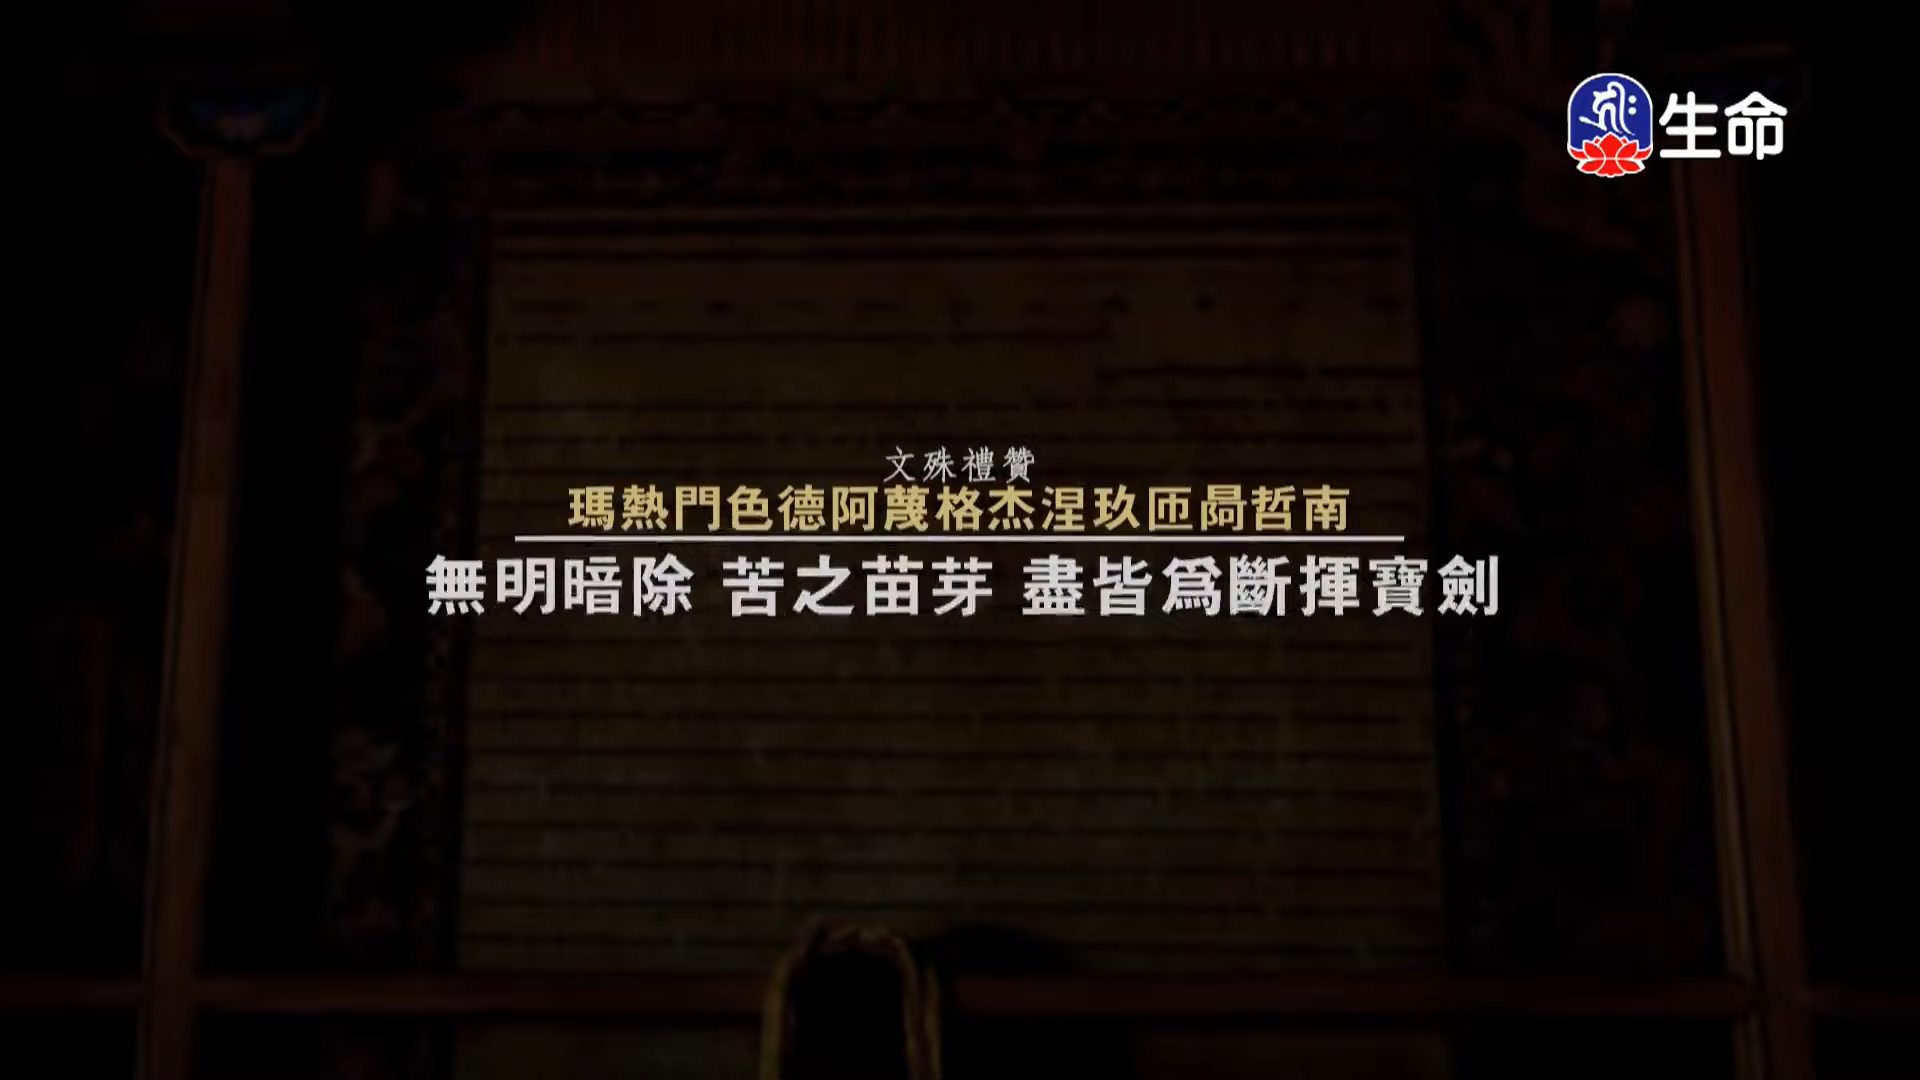 生命
文殊禮贊
瑪熱門色德阿蔑格杰涅玖匝咼哲南
無明暗除 苦之苗芽 盡皆爲斷揮寶劍